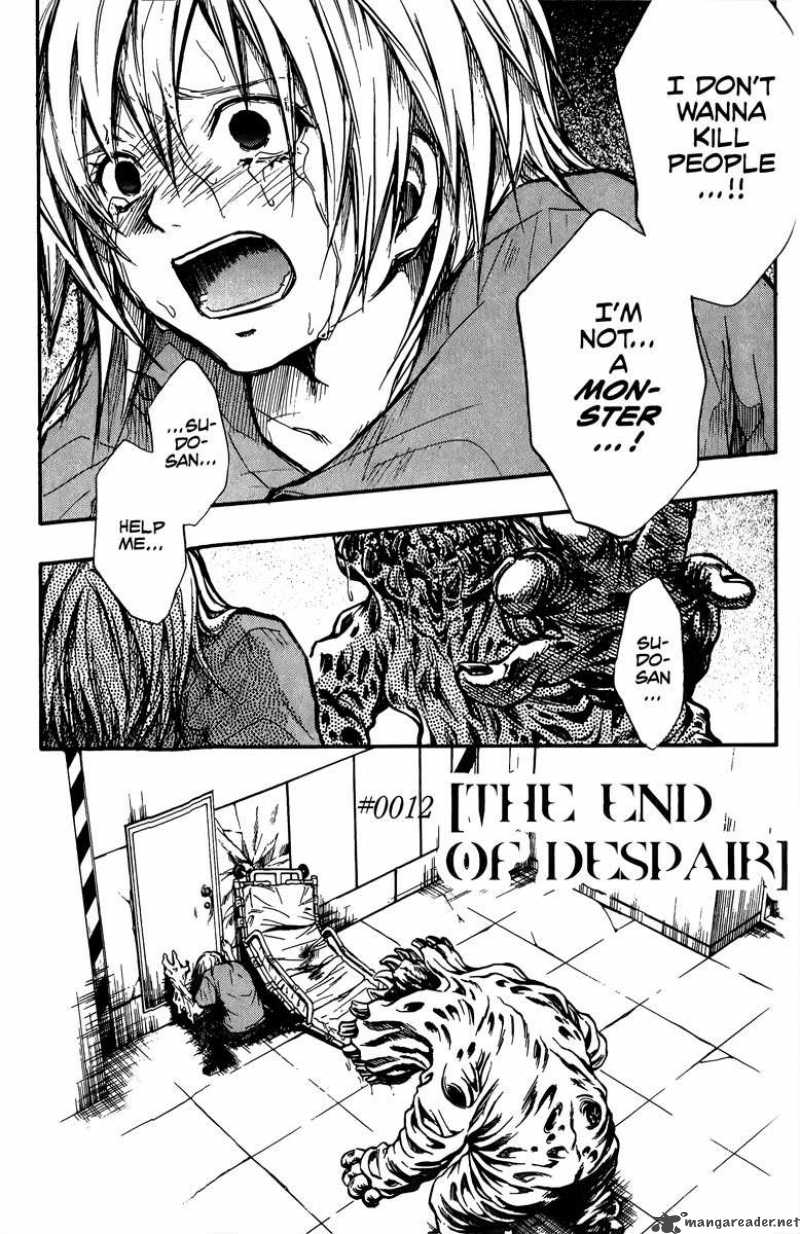 I DON'T
WANNA
KILL
PEOPLE
...!!
I'M
NOT...
A
MON-
STER
...!
...SU-
DO-
SAN...
HELP
ME...
SU-
DO-
SAN
...
#0012
[THE END
OF DESPAIR]
mangareader.net